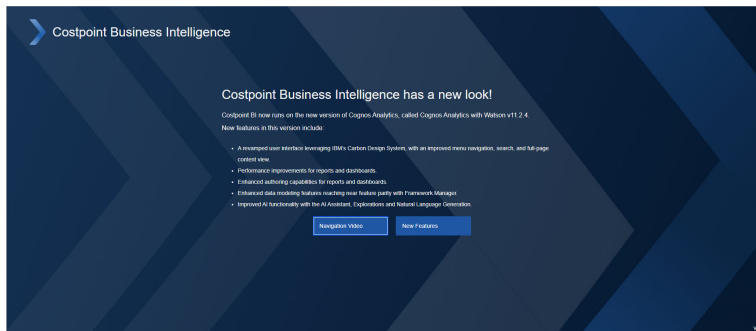 Costpoint Business Intelligence
Costpoint Business Intelligence has a new look!
Costpoint BI now runs on the new version of Cognos Analytics, called Cognos Analytics with Watson v11.2.4.
New features in this version include:
• A revamped user interface leveraging IBM's Carbon Design System, with an improved menu navigation, search, and full-page
content view.
• Performance improvements for reports and dashboards.
• Enhanced authoring capabilities for reports and dashboards.
• Enhanced data modeling features reaching near feature parity with Framework Manager.
• Improved AI functionality with the AI Assistant, Explorations and Natural Language Generation.
Navigation Video
New Features